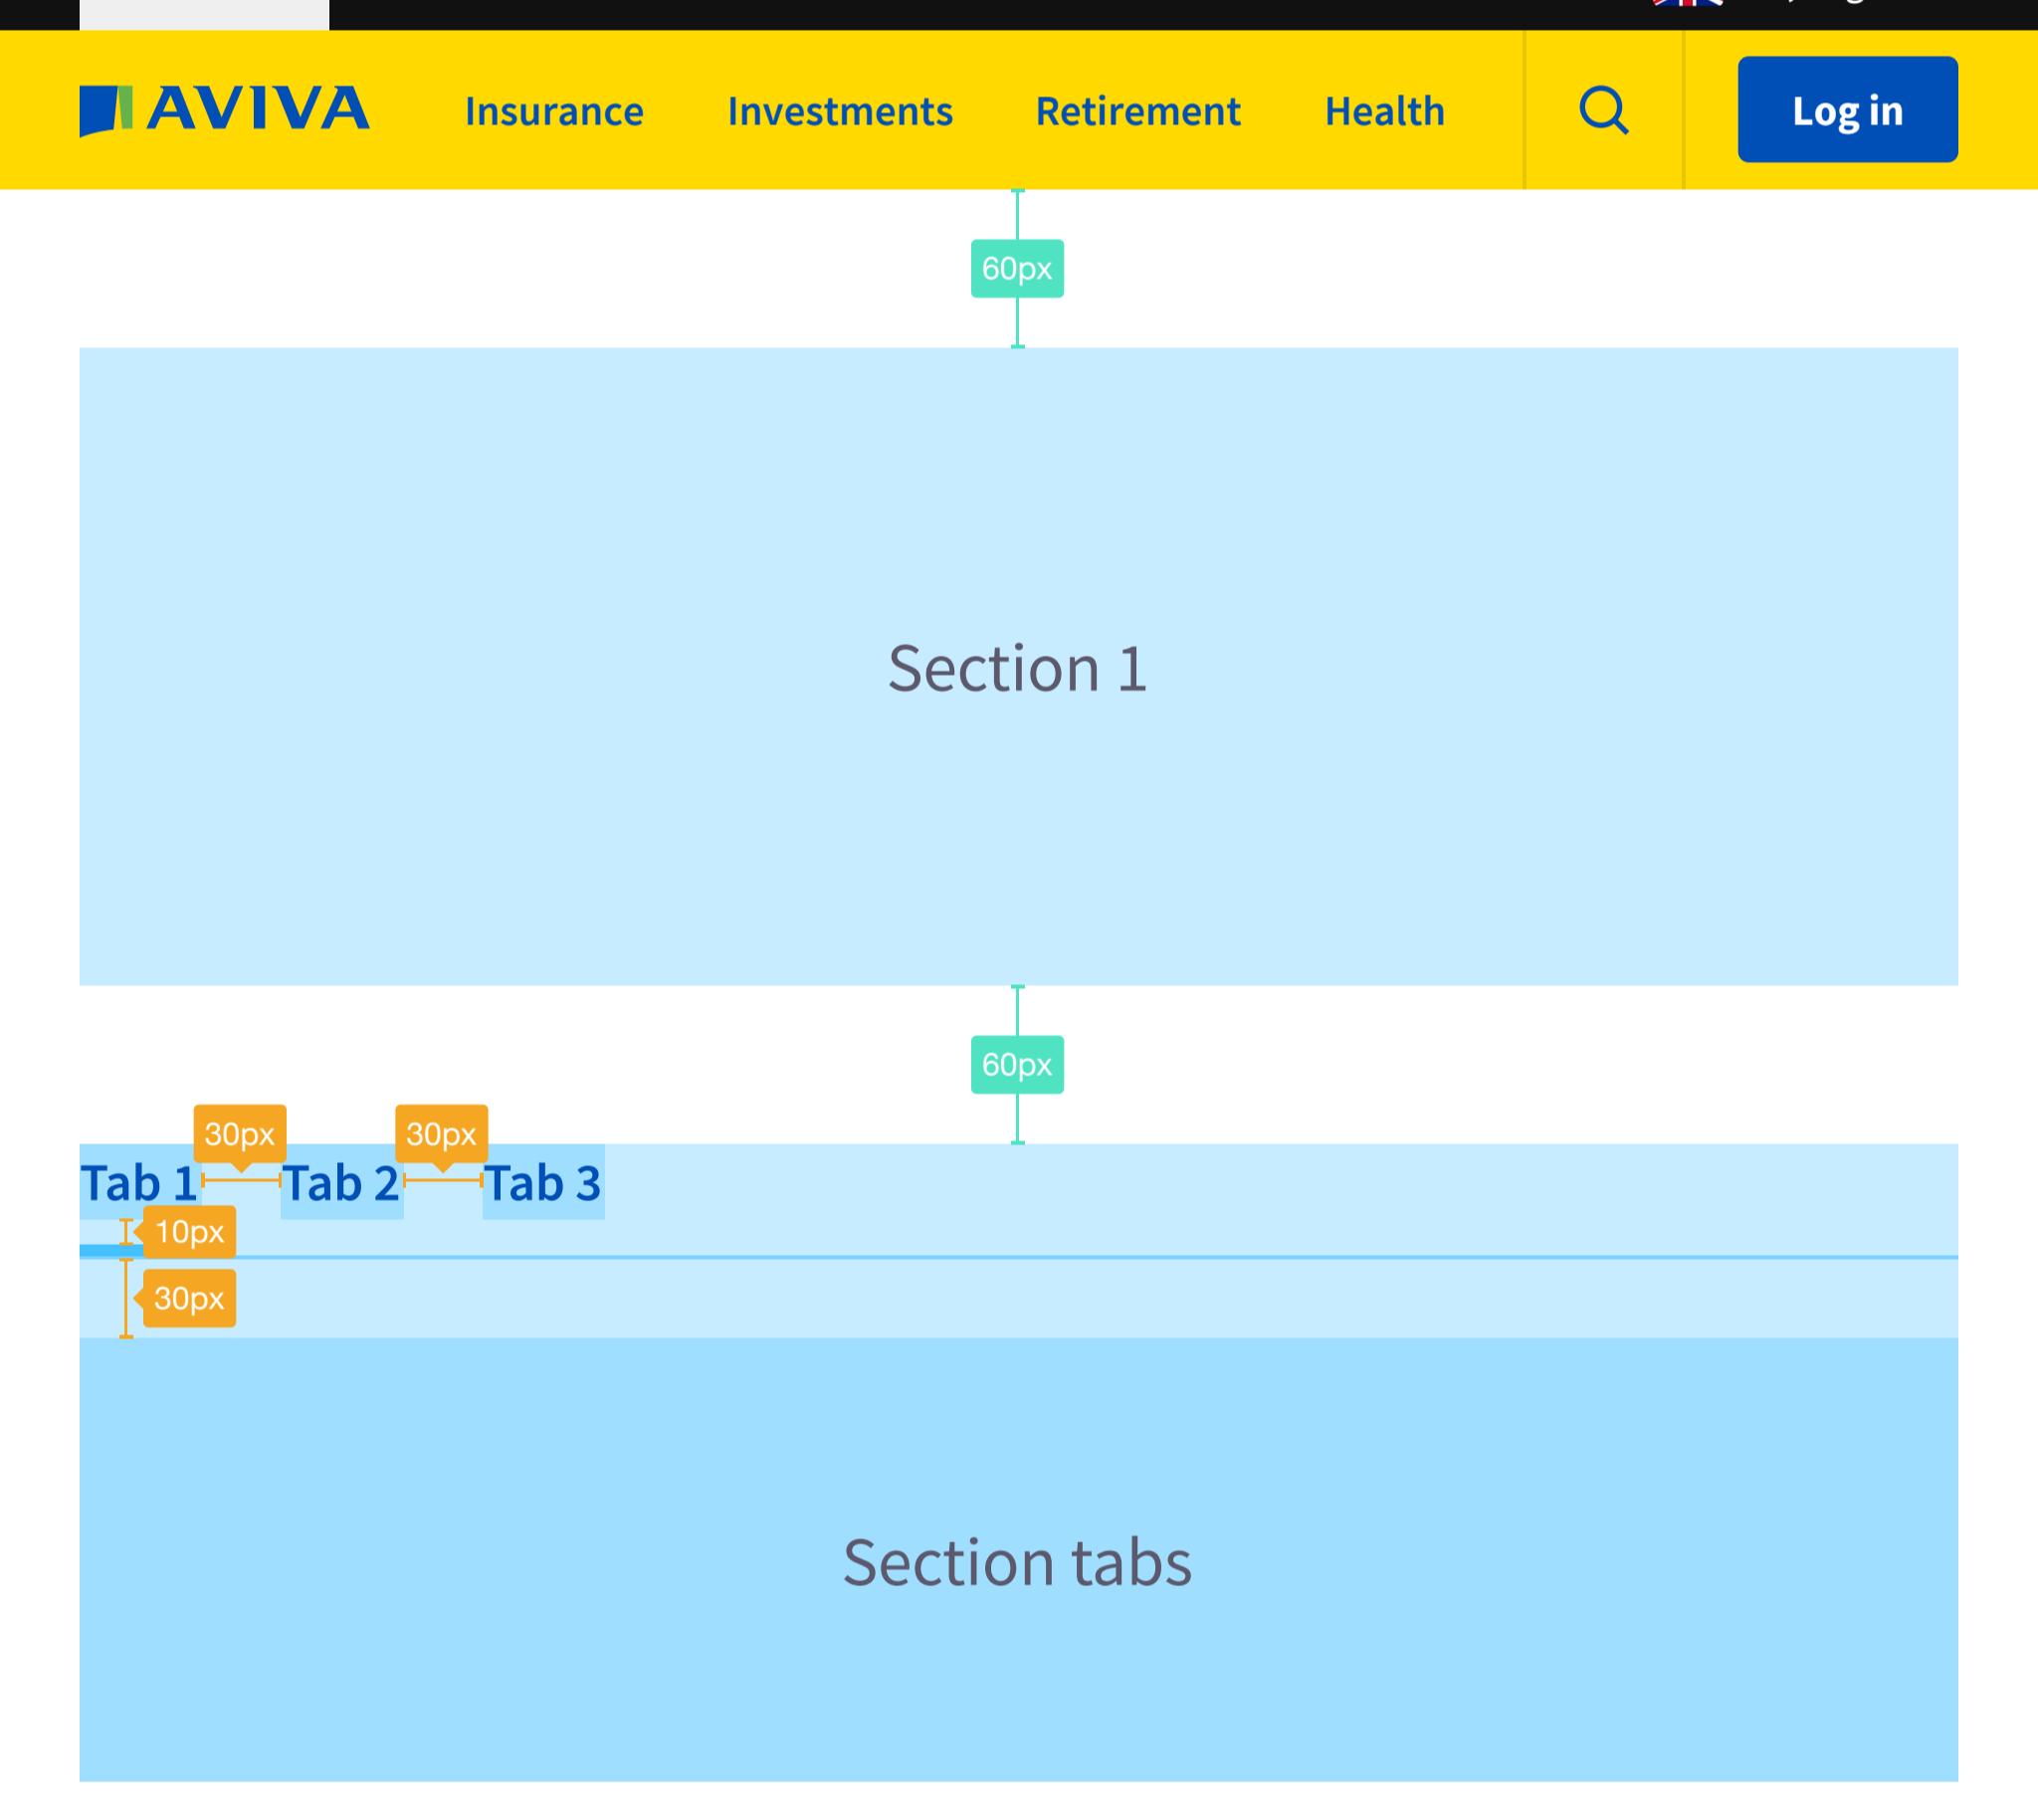 AVIVA Insurance Investments Retirement Health Log in
60px
Section 1
60px
30px 30px
Tab 1 Tab 2 Tab 3
10px
30px
Section tabs